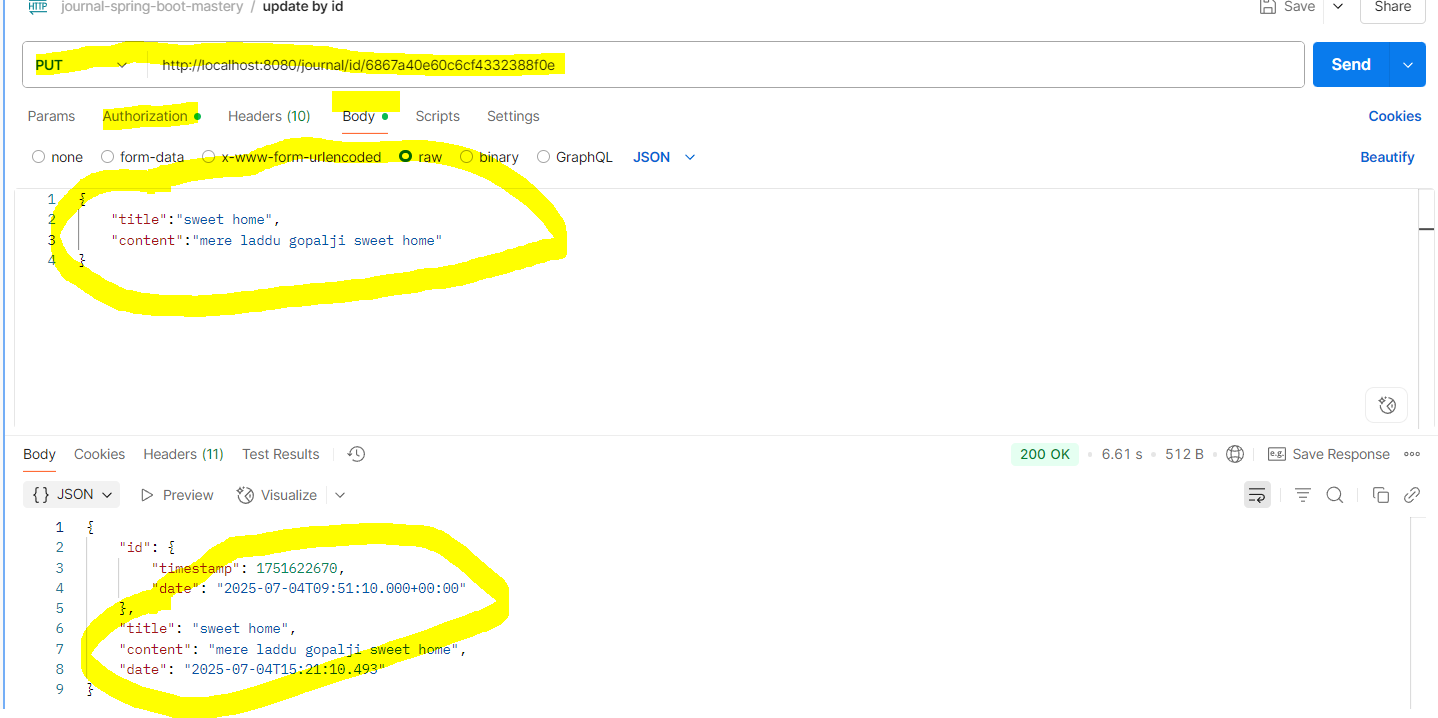 HTTP journal-spring-boot-mastery / update by id Save Share
PUT http://localhost:8080/journal/id/6867a40e60c6cf4332388f0e Send
Params Authorization Headers (10) Body Scripts Settings Cookies
none form-data x-www-form-urlencoded raw binary GraphQL JSON Beautify
1 {
2 "title":"sweet home",
3 "content":"mere laddu gopalji sweet home"
4 }
Body Cookies Headers (11) Test Results 200 OK 6.61 s 512 B e.g. Save Response
{} JSON Preview Visualize
1 {
2 "id": {
3 "timestamp": 1751622670,
4 "date": "2025-07-04T09:51:10.000+00:00"
5 },
6 "title": "sweet home",
7 "content": "mere laddu gopalji sweet home",
8 "date": "2025-07-04T15:21:10.493"
9 }